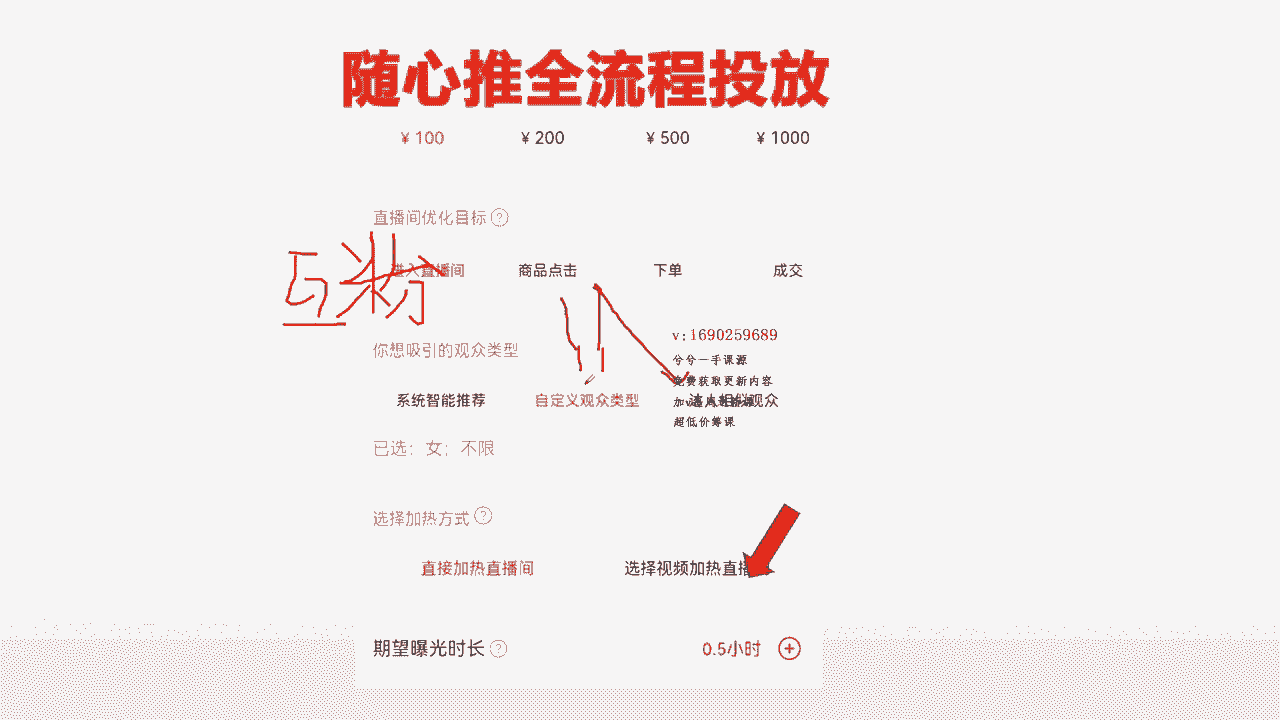 随心推全流程投放
¥ 100 ¥ 200 ¥ 500 ¥ 1000
直播间优化目标 ?
进入直播间 商品点击 下单 成交
互粉
v:1690259689
你想吸引的观众类型
兮兮一手课源
免费获取更新内容
系统智能推荐 自定义观众类型 观众
加v
超低价筹课
已选：女；不限
选择加热方式 ?
直接加热直播间 选择视频加热直播
期望曝光时长 ? 0.5小时 +